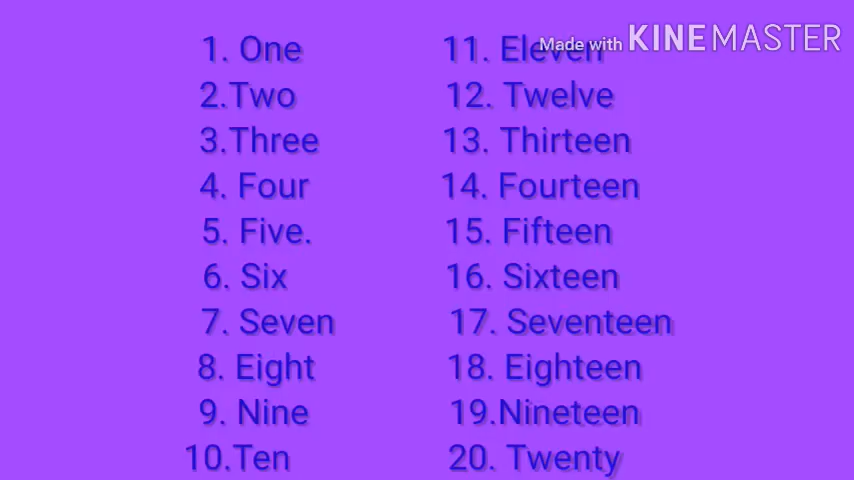 1. One
2.Two
3.Three
4. Four
5. Five.
6. Six
7. Seven
8. Eight
9. Nine
10.Ten
11. Eleven
12. Twelve
13. Thirteen
14. Fourteen
15. Fifteen
16. Sixteen
17. Seventeen
18. Eighteen
19.Nineteen
20. Twenty
Made with KINEMASTER